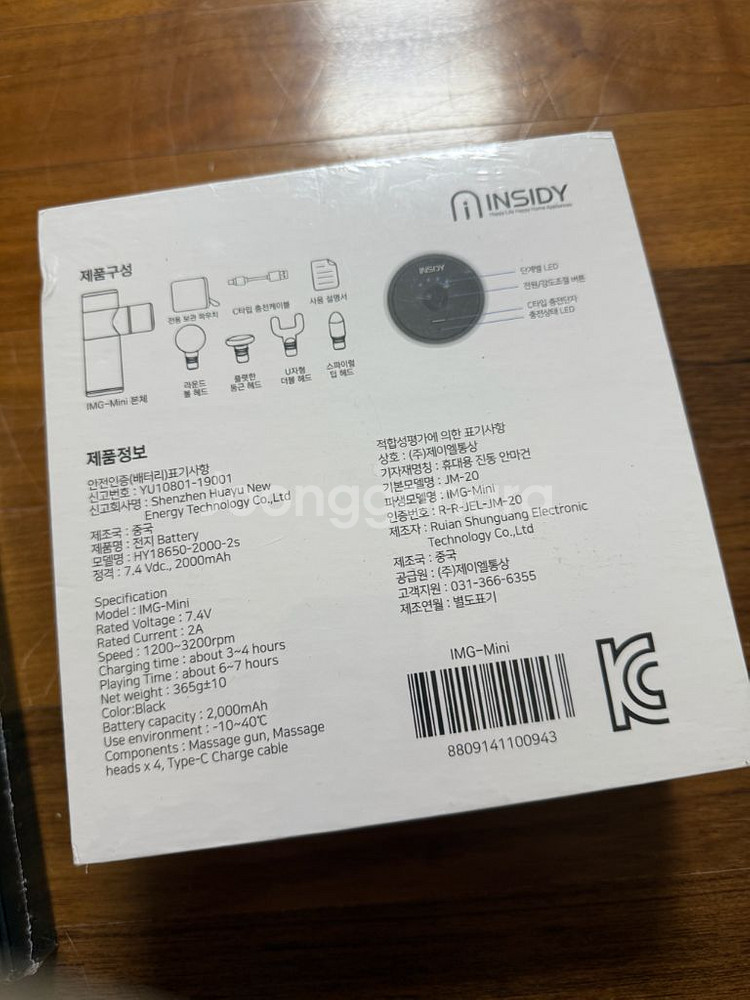 INSIDY
Happy Life Happy Home Appliances
제품구성
전용 보관 파우치
C타입 충전케이블
사용 설명서
INSIDY
단계별 LED
전원/강도조절 버튼
C타입 충전단자
충전상태 LED
IMG-Mini 본체
라운드
볼 헤드
플랫한
둥근 헤드
U자형
더블 헤드
스파이럴
팁 헤드
제품정보
안전인증(배터리)표기사항
신고번호 : YU10801-19001
신고회사명 : Shenzhen Huayu New
Energy Technology Co.,Ltd
제조국 : 중국
제품명 : 전지 Battery
모델명 : HY18650-2000-2s
정격 : 7.4 Vdc, 2000mAh
Specification
Model : IMG-Mini
Rated Voltage : 7.4V
Rated Current : 2A
Speed : 1200~3200rpm
Charging time : about 3~4 hours
Playing Time : about 6~7 hours
Net weight : 365g±10
Color:Black
Battery capacity : 2,000mAh
Use environment : -10~40℃
Components : Massage gun, Massage
heads x 4, Type-C Charge cable
적합성평가에 의한 표기사항
상호 : (주)제이엘통상
기자재명칭 : 휴대용 진동 안마건
기본모델명 : JM-20
파생모델명 : IMG-Mini
인증번호 : R-R-JEL-JM-20
제조자 : Ruian Shunguang Electronic
Technology Co.,Ltd
제조국 : 중국
공급원 : (주)제이엘통상
고객지원 : 031-366-6355
제조연월 : 별도표기
IMG-Mini
8809141100943